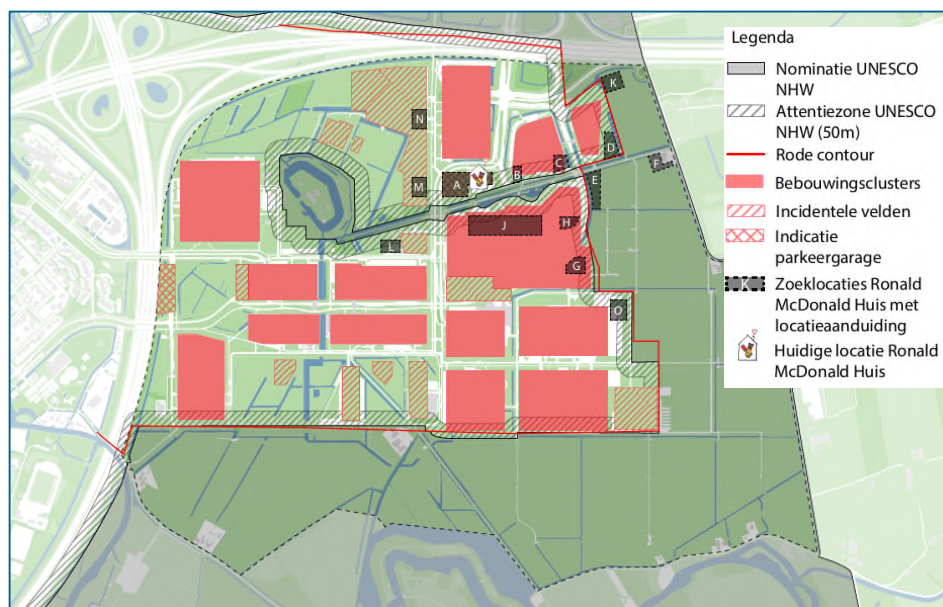 Legenda
Nominatie UNESCO
NHW
Attentiezone UNESCO
NHW (50m)
Rode contour
Bebouwingsclusters
Incidentele velden
Indicatie
parkeergarage
K
Zoeklocaties Ronald
McDonald Huis met
locatieaanduiding
Huidige locatie Ronald
McDonald Huis
K
N
D
C
F
B
M
A
E
J
H
L
G
O